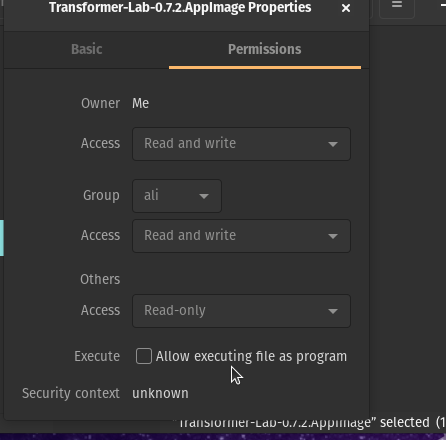 Transformer-Lab-0.7.2.AppImage Properties
Basic Permissions
Owner Me
Access Read and write
Group ali
Access Read and write
Others
Access Read-only
Execute Allow executing file as program
Security context unknown
Transformer-Lab-0.7.2.AppImage” selected (1